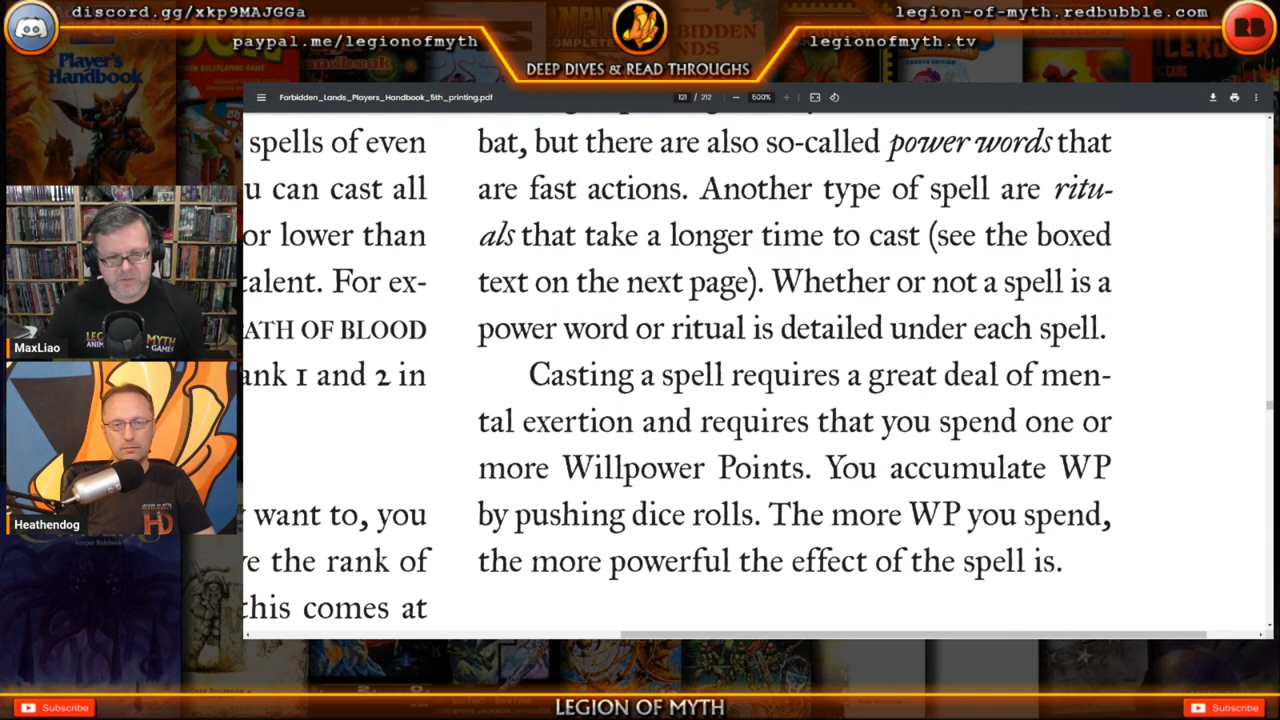 discord.gg/xkp9MAJGGa
legion-of-myth.redbubble.com
paypal.me/legionofmyth
legionofmyth.tv
DEEP DIVES & READ THROUGHS
Player's
Handbook
Forbidden_Lands_Players_Handbook_5th_printing.pdf
121 / 212
500%
spells of even
u can cast all
or lower than
talent. For ex-
ATH OF BLOOD
ank 1 and 2 in
want to, you
e the rank of
this comes at
bat, but there are also so-called power words that
are fast actions. Another type of spell are ritu-
als that take a longer time to cast (see the boxed
text on the next page). Whether or not a spell is a
power word or ritual is detailed under each spell.
Casting a spell requires a great deal of men-
tal exertion and requires that you spend one or
more Willpower Points. You accumulate WP
by pushing dice rolls. The more WP you spend,
the more powerful the effect of the spell is.
MaxLiao
Heathendog
HD
RB
Subscribe
LEGION OF MYTH
Subscribe